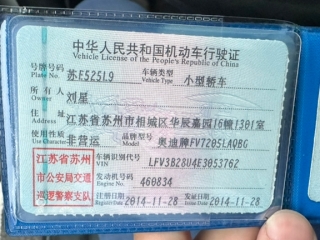 中华人民共和国机动车行驶证
Vehicle License of the People's Republic of China
号牌号码 苏E525L9 车辆类型 小型轿车
Plate No. Vehicle Type
所有人 刘星
Owner
住址 江苏省苏州市相城区华辰嘉园16幢1301室
Address
使用性质 非营运 品牌型号 奥迪牌FV7205LAQBG
Use Character Model
江苏省苏州
市公安局交通
巡逻警察支队
车辆识别代号 LFV3B28U4E3053762
VIN
发动机号码 460834
Engine No.
注册日期 2014-11-28 发证日期 2014-11-28
Register Date Issue Date